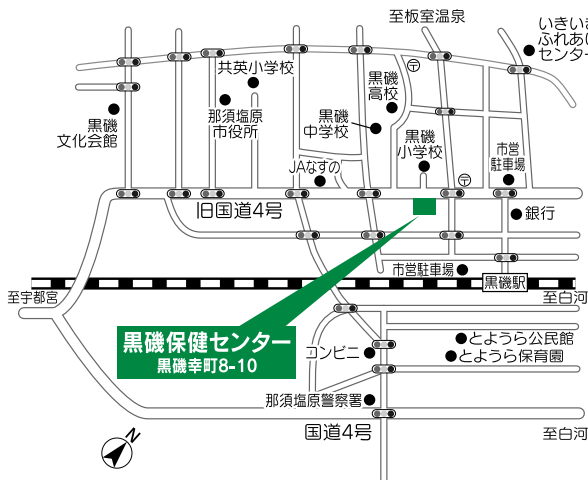 至板室温泉
いきいき
ふれあい
センター
〒
共英小学校
黒磯
高校
那須塩原
市役所
黒磯
中学校
黒磯
文化会館
黒磯
小学校
市営
駐車場
JAなすの
〒
旧国道4号
銀行
市営駐車場
黒磯駅
至宇都宮
至白河
黒磯保健センター
黒磯幸町8-10
コンビニ
とようら公民館
とようら保育園
那須塩原警察署
国道4号
至白河
N